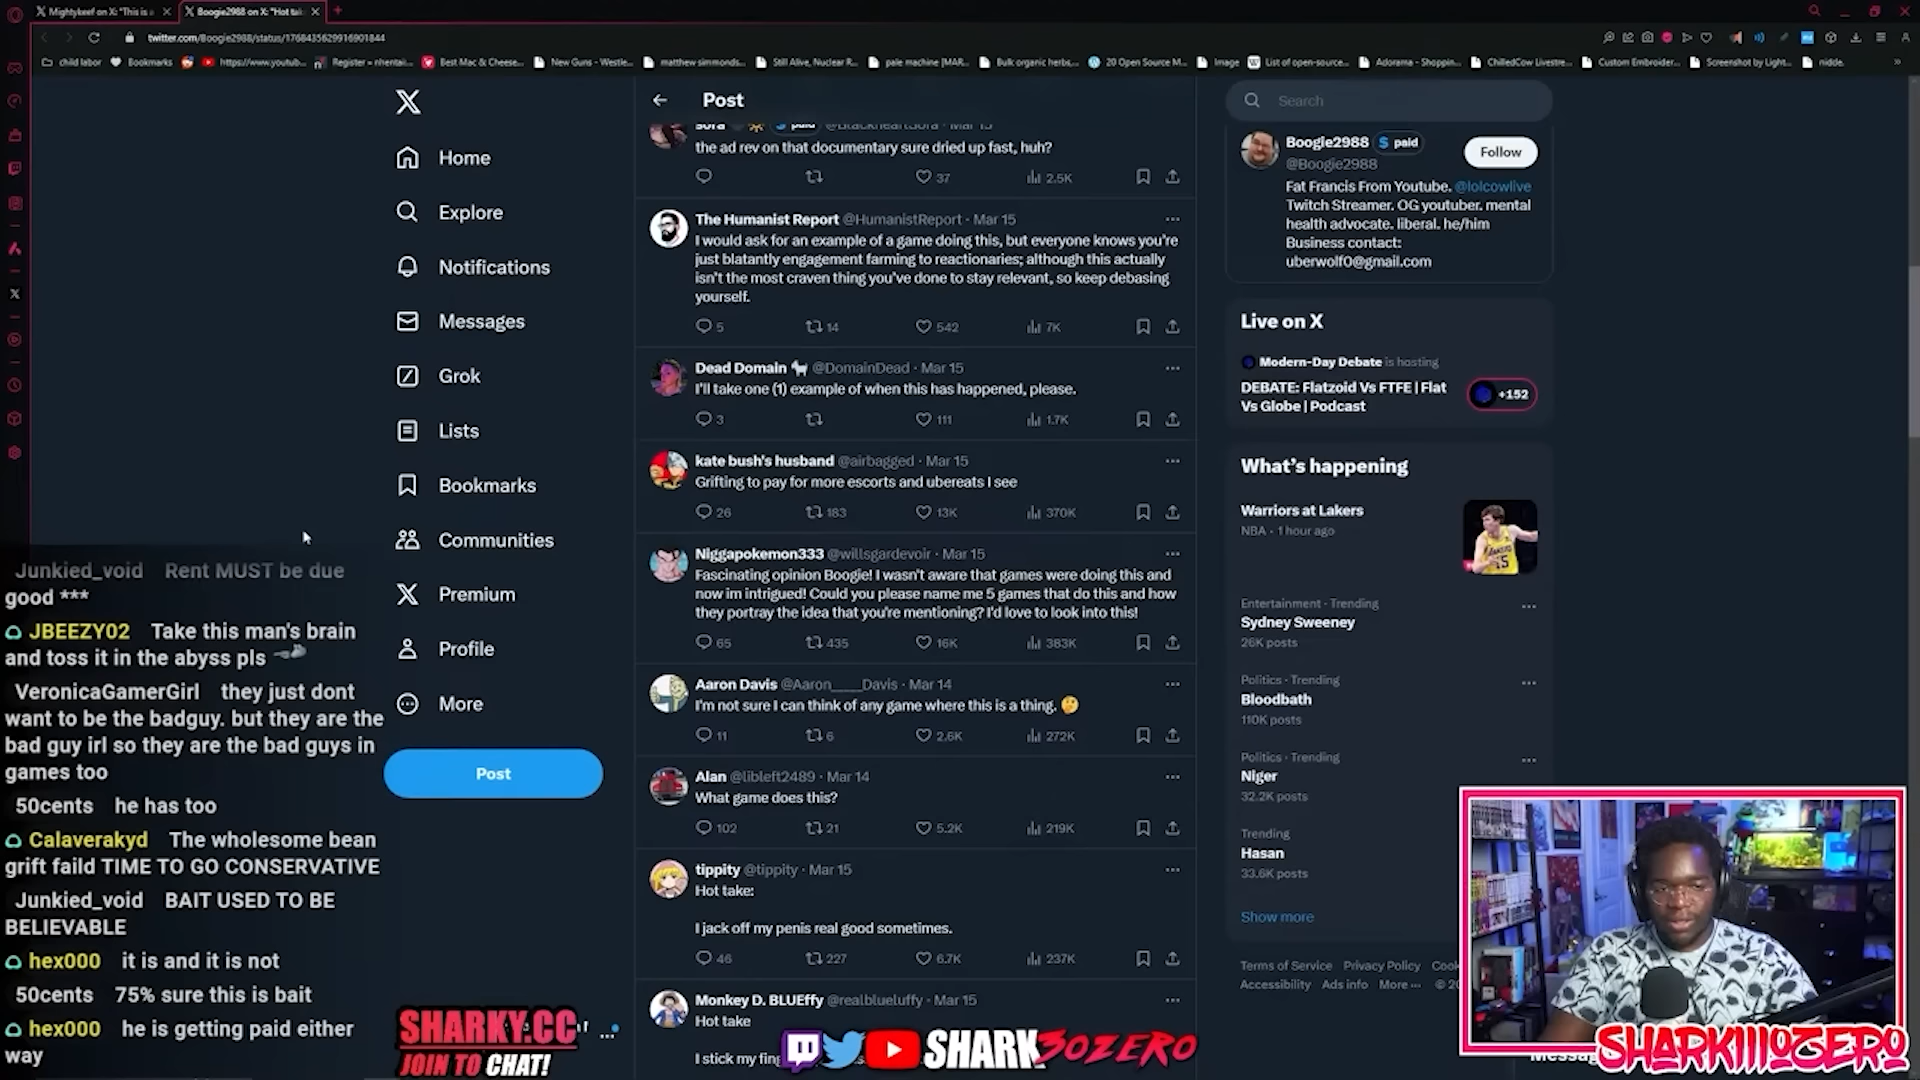 Mightykeef on X: "This is a
Boogie2988 on X: "Hot tak
twitter.com/Boogie2988/status/1768435629916901844
child labor
Bookmarks
https://www.youtub...
Register « nhentai...
Best Mac & Cheese...
New Guns - Westle...
matthew simmonds...
Still Alive, Nuclear R...
pale machine [MAR...
Bulk organic herbs,...
20 Open Source M...
Image
List of open-source...
Adorama - Shoppin...
ChilledCow Livestre...
Custom Embroider...
Screenshot by Light...
nidde.
Home
Explore
Notifications
Messages
Grok
Lists
Bookmarks
Communities
Premium
Profile
More
Post
Post
sora paid @BlackheartSora · Mar 15
the ad rev on that documentary sure dried up fast, huh?
37 2.5K
The Humanist Report @HumanistReport · Mar 15
I would ask for an example of a game doing this, but everyone knows you're
just blatantly engagement farming to reactionaries; although this actually
isn't the most craven thing you've done to stay relevant, so keep debasing
yourself.
5 14 542 7K
Dead Domain @DomainDead · Mar 15
I'll take one (1) example of when this has happened, please.
3 111 1.7K
kate bush's husband @airbagged · Mar 15
Grifting to pay for more escorts and ubereats I see
26 183 13K 370K
Niggapokemon333 @willsgardevoir · Mar 15
Fascinating opinion Boogie! I wasn't aware that games were doing this and
now im intrigued! Could you please name me 5 games that do this and how
they portray the idea that you're mentioning? I'd love to look into this!
65 435 16K 383K
Aaron Davis @Aaron____Davis · Mar 14
I'm not sure I can think of any game where this is a thing. 🤔
11 6 2.6K 272K
Alan @libleft2489 · Mar 14
What game does this?
102 21 5.2K 219K
tippity @tippity · Mar 15
Hot take:
I jack off my penis real good sometimes.
46 227 6.7K 237K
Monkey D. BLUEffy @realblueluffy · Mar 15
Hot take
I stick my fing
Search
Boogie2988 paid
@Boogie2988
Follow
Fat Francis From Youtube. @lolcowlive
Twitch Streamer. OG youtuber. mental
health advocate. liberal. he/him
Business contact:
uberwolf0@gmail.com
Live on X
Modern-Day Debate is hosting
DEBATE: Flatzoid Vs FTFE | Flat
Vs Globe | Podcast
+152
What's happening
Warriors at Lakers
NBA · 1 hour ago
Entertainment · Trending
Sydney Sweeney
26K posts
Politics · Trending
Bloodbath
110K posts
Politics · Trending
Niger
32.2K posts
Trending
Hasan
33.6K posts
Show more
Terms of Service Privacy Policy Cook
Accessibility Ads info More ··· © 20
Junkied_void Rent MUST be due
good ***
JBEEZY02 Take this man's brain
and toss it in the abyss pls
VeronicaGamerGirl they just dont
want to be the badguy. but they are the
bad guy irl so they are the bad guys in
games too
50cents he has too
Calaverakyd The wholesome bean
grift faild TIME TO GO CONSERVATIVE
Junkied_void BAIT USED TO BE
BELIEVABLE
hex000 it is and it is not
50cents 75% sure this is bait
hex000 he is getting paid either
way
SHARKY.CC
JOIN TO CHAT!
SHARK3OZERO
Messag
SHARKIIIOZERO